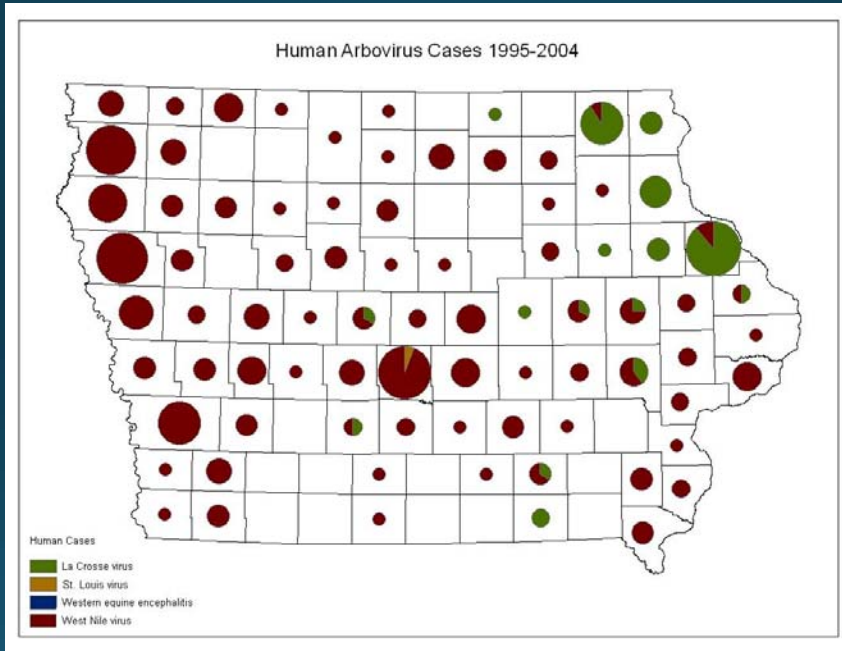 Human Arbovirus Cases 1995-2004
Human Cases
La Crosse virus
St. Louis virus
Western equine encephalitis
West Nile virus